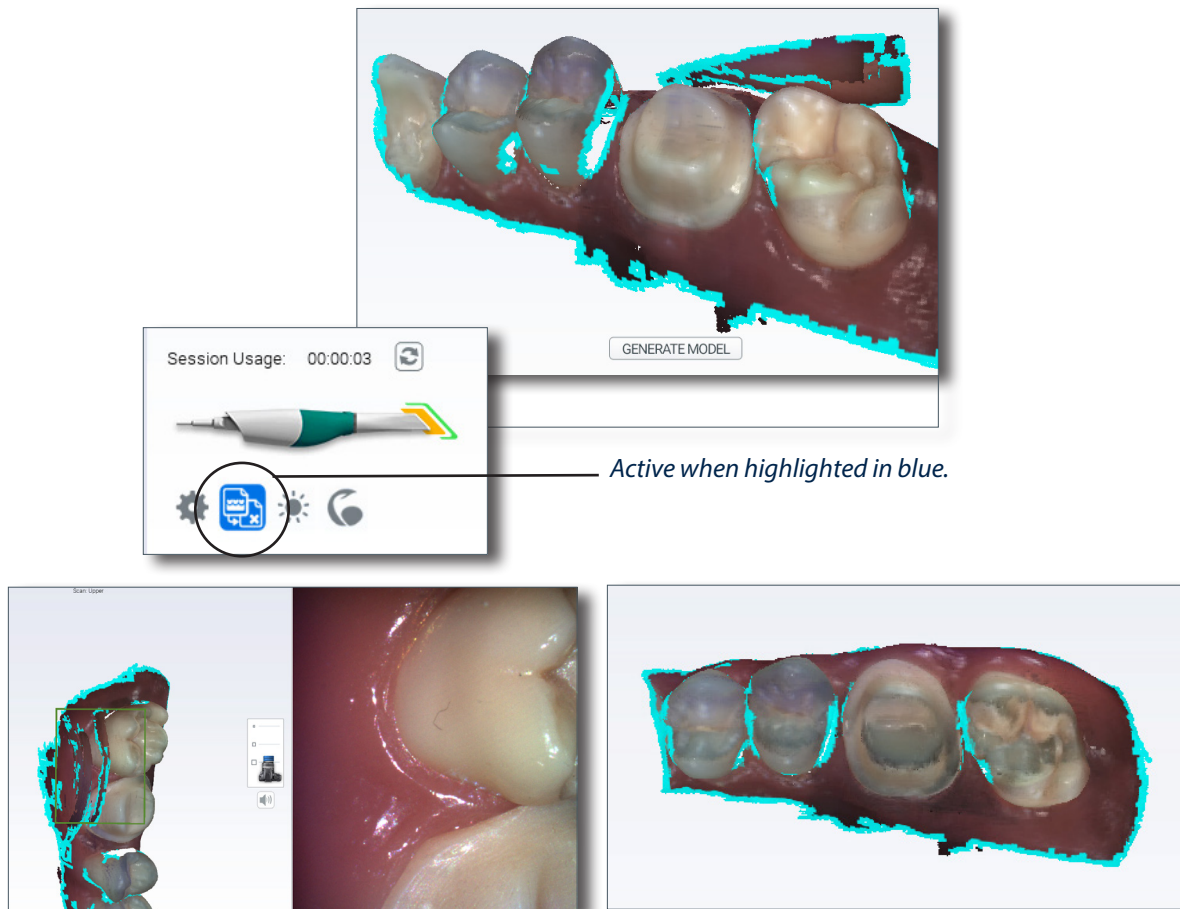 GENERATE MODEL
Session Usage: 00:00:03
Active when highlighted in blue.
Scan: Upper